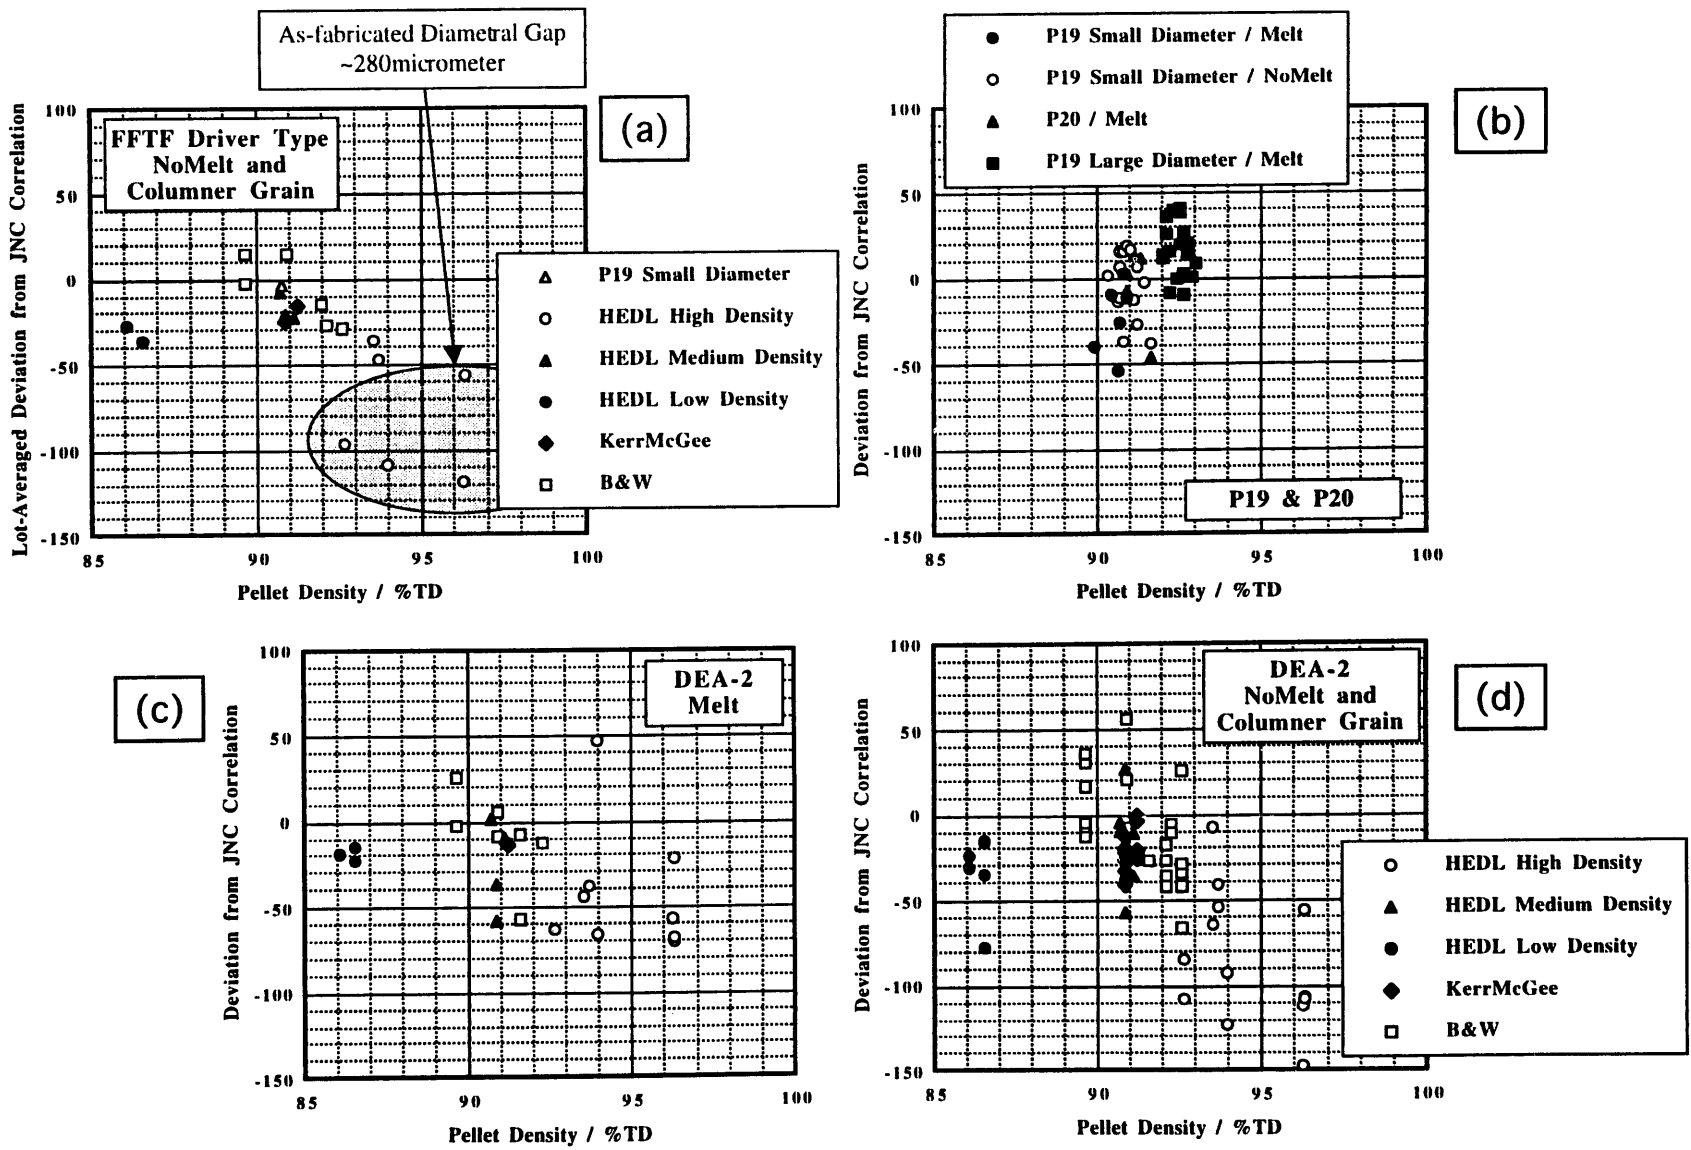 As-fabricated Diametral Gap
~280micrometer
(a)
FFTF Driver Type
NoMelt and
Columner Grain
100
50
0
-50
-100
-150
85
90
95
100
Lot-Averaged Deviation from JNC Correlation
Pellet Density / %TD
P19 Small Diameter
HEDL High Density
HEDL Medium Density
HEDL Low Density
KerrMcGee
B&W
P19 Small Diameter / Melt
P19 Small Diameter / NoMelt
P20 / Melt
P19 Large Diameter / Melt
(b)
100
50
0
-50
-100
-150
85
90
95
100
Deviation from JNC Correlation
Pellet Density / %TD
P19 & P20
(c)
DEA-2
Melt
100
50
0
-50
-100
-150
85
90
95
100
Deviation from JNC Correlation
Pellet Density / %TD
DEA-2
NoMelt and
Columner Grain
(d)
100
50
0
-50
-100
-150
85
90
95
100
Deviation from JNC Correlation
Pellet Density / %TD
HEDL High Density
HEDL Medium Density
HEDL Low Density
KerrMcGee
B&W